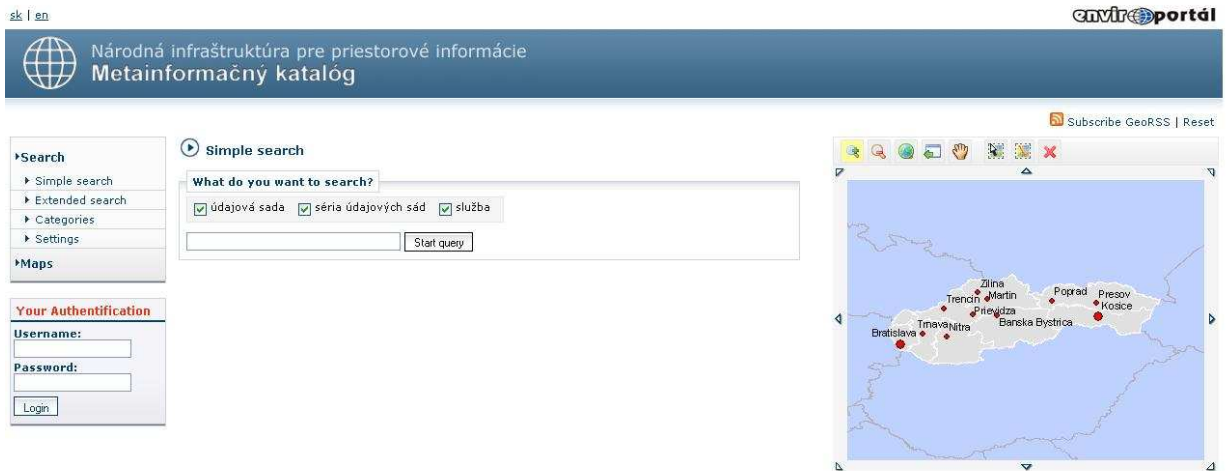 sk | en
enviroportál
Národná infraštruktúra pre priestorové informácie
Metainformačný katalóg
Subscribe GeoRSS | Reset
Search
Simple search
Extended search
Categories
Settings
Maps
Your Authentification
Username:
Password:
Login
Simple search
What do you want to search?
údajová sada séria údajových sád služba
Start query
Zilina
Martin
Trencin
Prievidza
Poprad
Presov
Kosice
Banska Bystrica
Trnava
Nitra
Bratislava